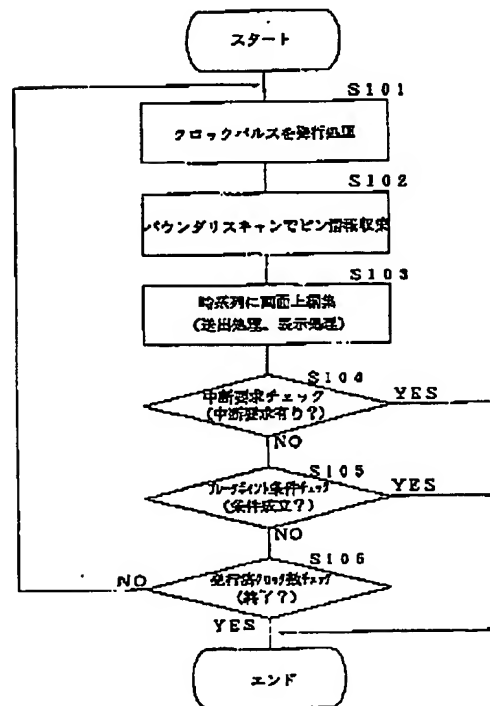 スタート
S101
クロックパルスを発行処理
S102
バウンダリスキャンでピン情報収集
S103
時系列に画面上編集
(送出処理、表示処理)
S104
中断要求チェック
(中断要求有り?)
YES
NO
S105
ブレークポイント条件チェック
(条件成立?)
YES
NO
S106
発行済クロック数チェック
(終了?)
NO
YES
エンド